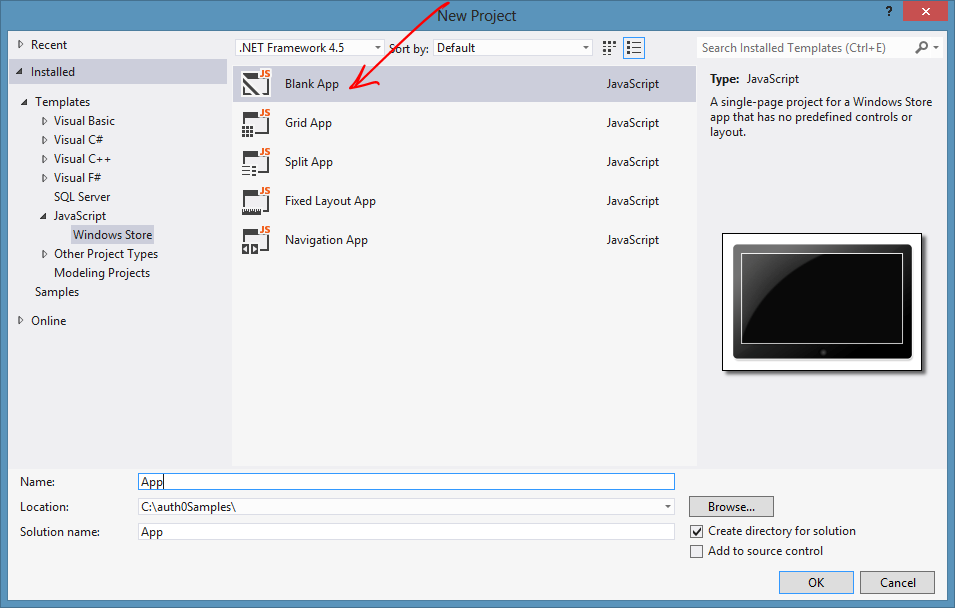 New Project
?
Recent
Installed
Templates
Visual Basic
Visual C#
Visual C++
Visual F#
SQL Server
JavaScript
Windows Store
Other Project Types
Modeling Projects
Samples
Online
.NET Framework 4.5
Sort by: Default
JS Blank App JavaScript
JS Grid App JavaScript
JS Split App JavaScript
JS Fixed Layout App JavaScript
JS Navigation App JavaScript
Search Installed Templates (Ctrl+E)
Type: JavaScript
A single-page project for a Windows Store
app that has no predefined controls or
layout.
Name: App
Location: C:\auth0Samples\
Solution name: App
Browse...
Create directory for solution
Add to source control
OK Cancel